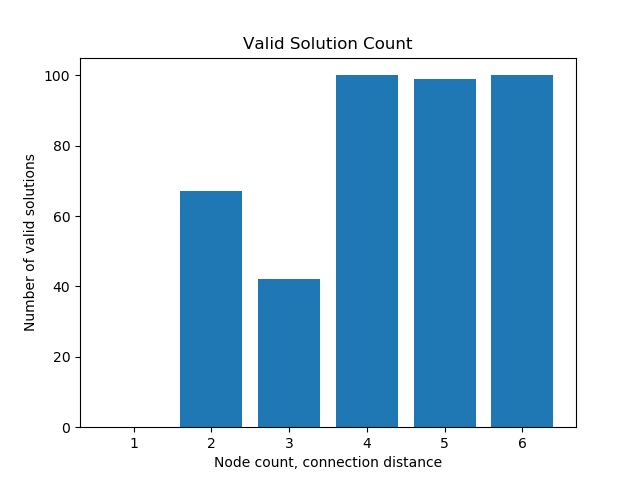 Valid Solution Count
100
80
60
40
20
0
Number of valid solutions
1 2 3 4 5 6
Node count, connection distance